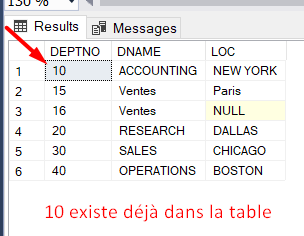 130 %
Results Messages
DEPTNO DNAME LOC
1 10 ACCOUNTING NEW YORK
2 15 Ventes Paris
3 16 Ventes NULL
4 20 RESEARCH DALLAS
5 30 SALES CHICAGO
6 40 OPERATIONS BOSTON
10 existe déjà dans la table